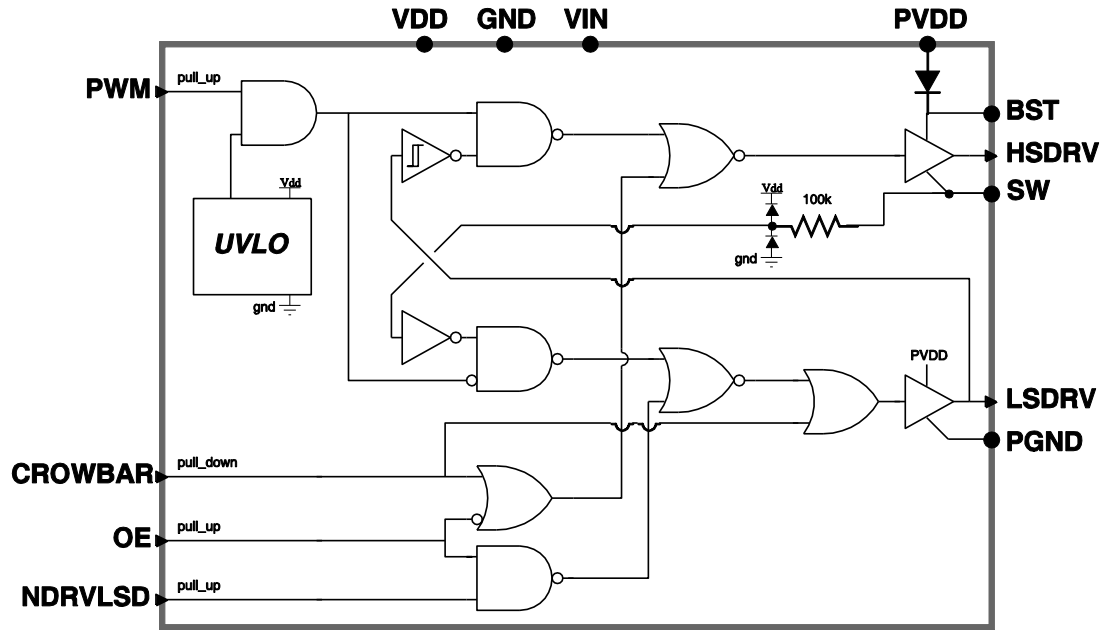 VDD GND VIN PVDD
PWM pull_up
BST
HSDRV
Vdd Vdd 100k SW
UVLO
gnd
gnd
PVDD
LSDRV
PGND
CROWBAR pull_down
OE pull_up
NDRVLSD pull_up